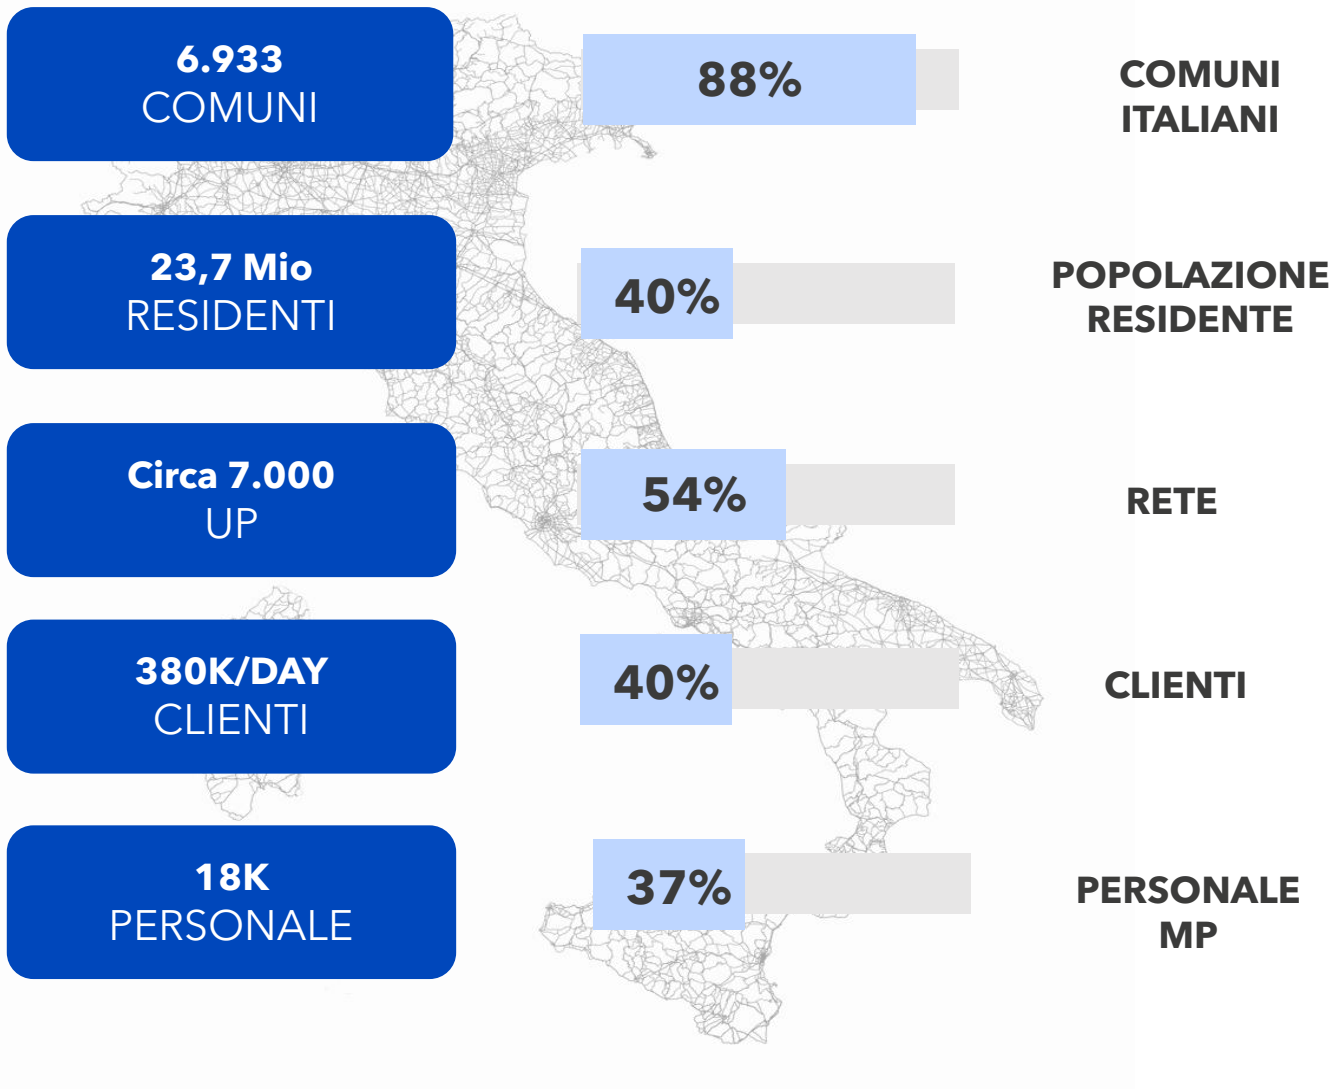 6.933
COMUNI
88%
COMUNI
ITALIANI
23,7 Mio
RESIDENTI
40%
POPOLAZIONE
RESIDENTE
Circa 7.000
UP
54%
RETE
380K/DAY
CLIENTI
40%
CLIENTI
18K
PERSONALE
37%
PERSONALE
MP